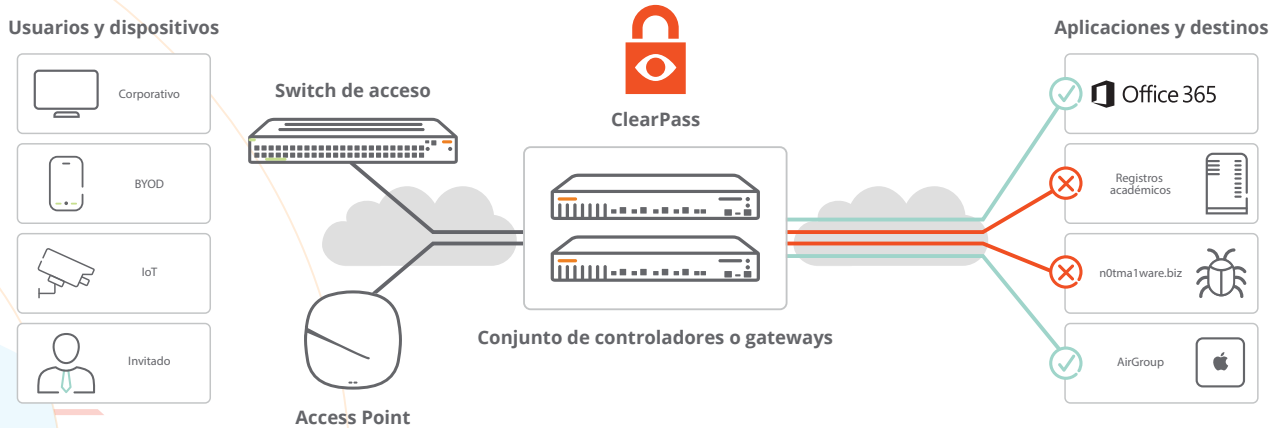 Usuarios y dispositivos
Corporativo
BYOD
IoT
Invitado
Switch de acceso
Access Point
ClearPass
Conjunto de controladores o gateways
Aplicaciones y destinos
Office 365
Registros
académicos
n0tma1ware.biz
AirGroup